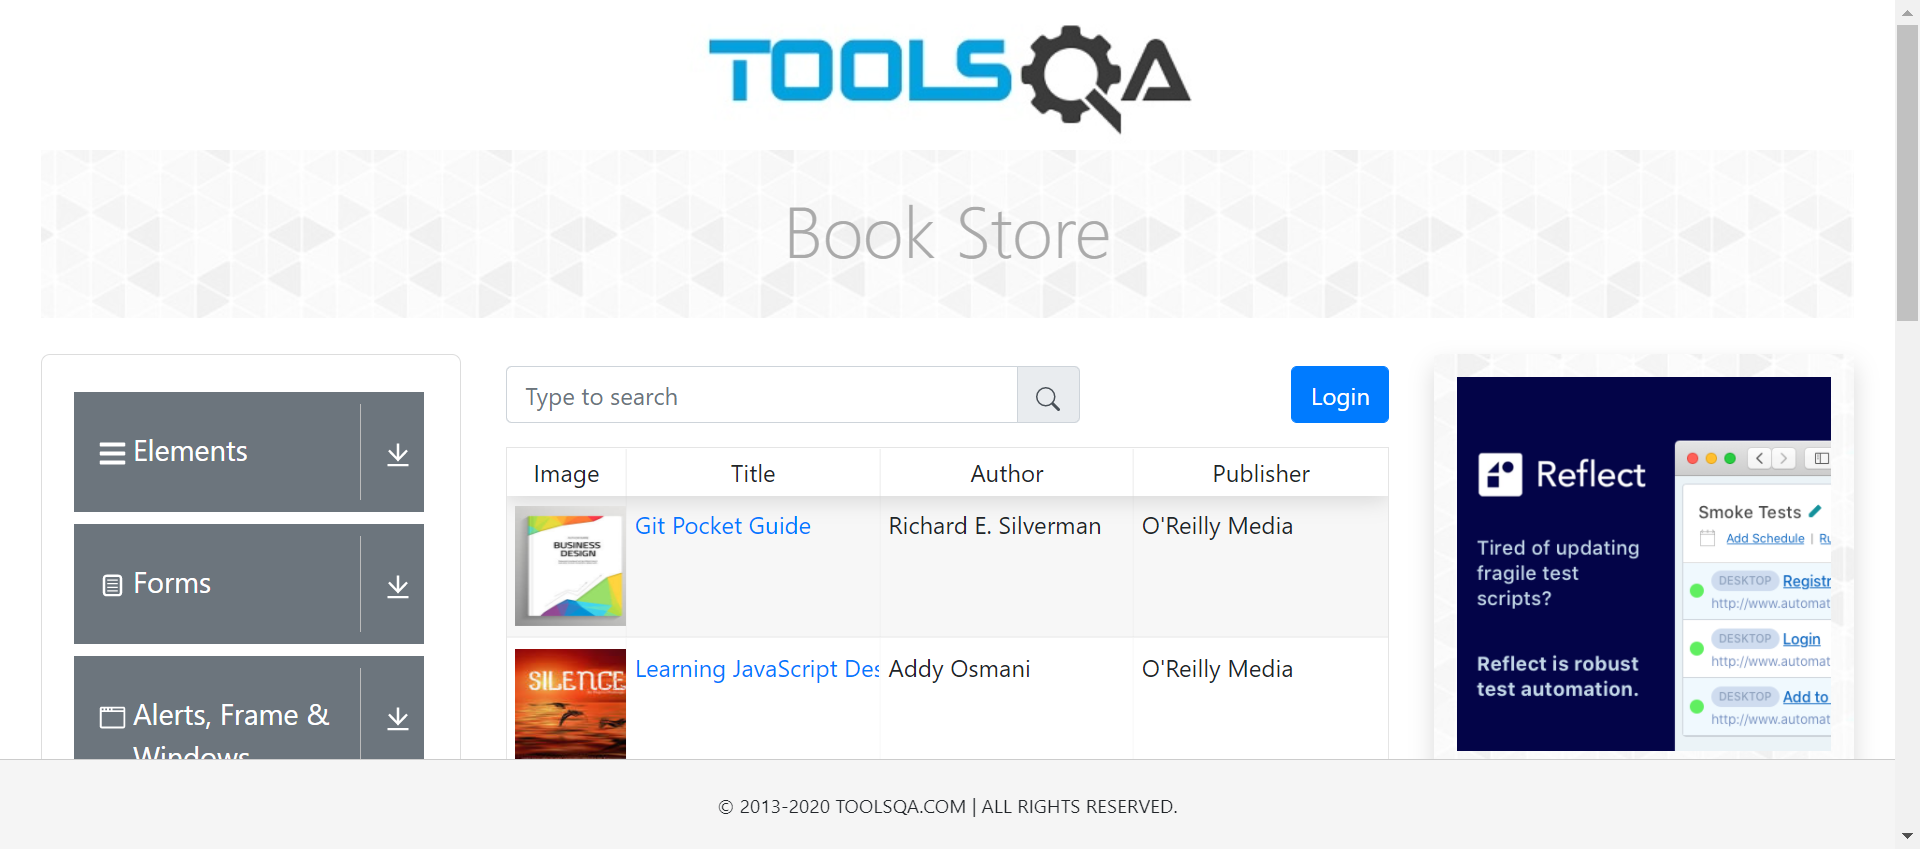 TOOLSQA
Book Store
Elements
Forms
Alerts, Frame &
Windows
Type to search
Login
Image Title Author Publisher
BUSINESS
DESIGN
Git Pocket Guide Richard E. Silverman O'Reilly Media
SILENCE
Learning JavaScript Des Addy Osmani O'Reilly Media
Reflect
Tired of updating
fragile test
scripts?
Reflect is robust
test automation.
Smoke Tests
Add Schedule | Ru
DESKTOP Registr
http://www.automat
DESKTOP Login
http://www.automat
DESKTOP Add to
http://www.automat
© 2013-2020 TOOLSQA.COM | ALL RIGHTS RESERVED.